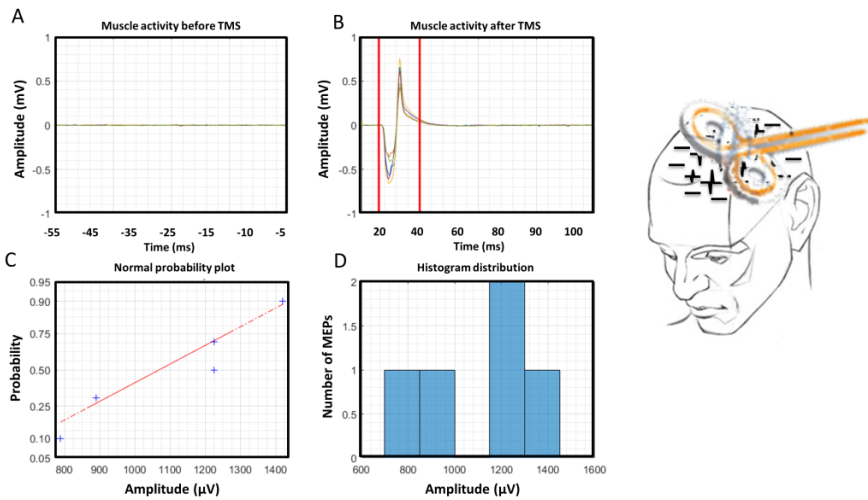 A
Muscle activity before TMS
Amplitude (mV)
1
0.5
0
-0.5
-1
-55 -45 -35 -25 -15 -5
Time (ms)
B
Muscle activity after TMS
Amplitude (mV)
1
0.5
0
-0.5
-1
20 40 60 80 100
Time (ms)
C
Normal probability plot
Probability
0.95
0.90
0.75
0.50
0.25
0.10
0.05
800 900 1000 1100 1200 1300 1400
Amplitude (μV)
D
Histogram distribution
Number of MEPs
2
1.5
1
0.5
0
600 800 1000 1200 1400 1600
Amplitude (μV)